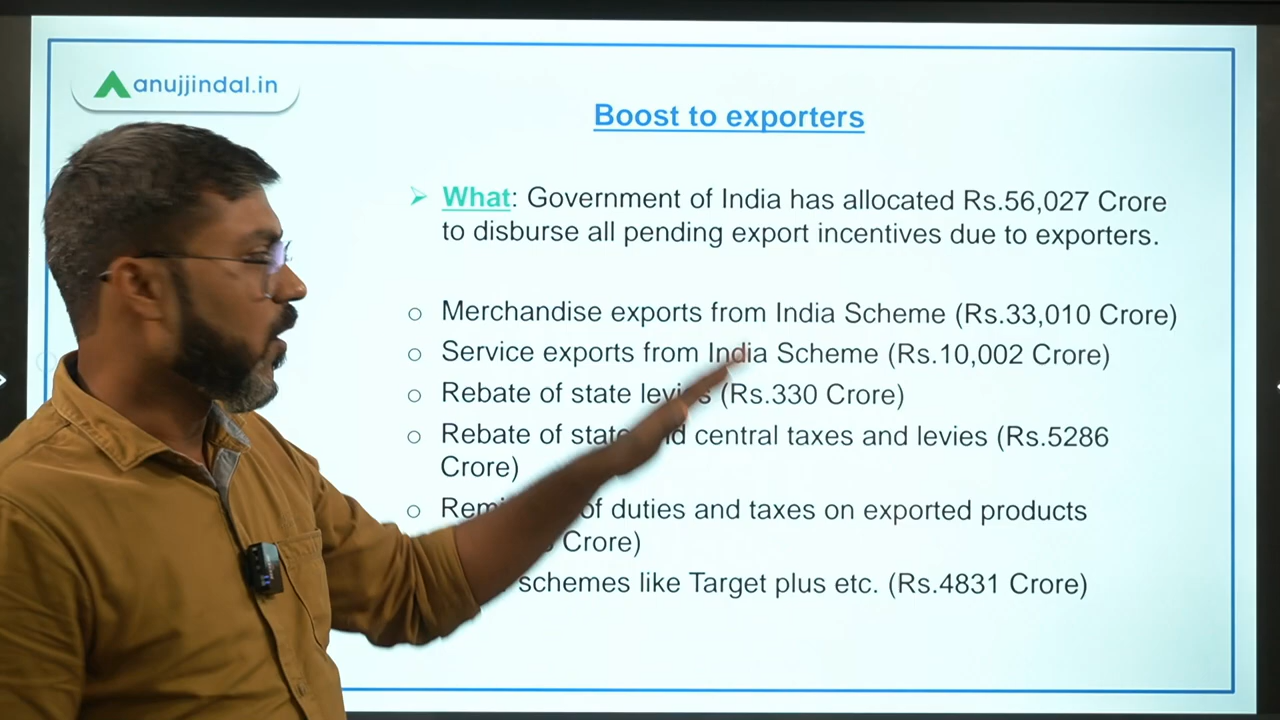 anujjindal.in
Boost to exporters
What: Government of India has allocated Rs.56,027 Crore
to disburse all pending export incentives due to exporters.
Merchandise exports from India Scheme (Rs.33,010 Crore)
Service exports from India Scheme (Rs.10,002 Crore)
Rebate of state levies (Rs.330 Crore)
Rebate of state and central taxes and levies (Rs.5286
Crore)
of duties and taxes on exported products
Crore)
schemes like Target plus etc. (Rs.4831 Crore)